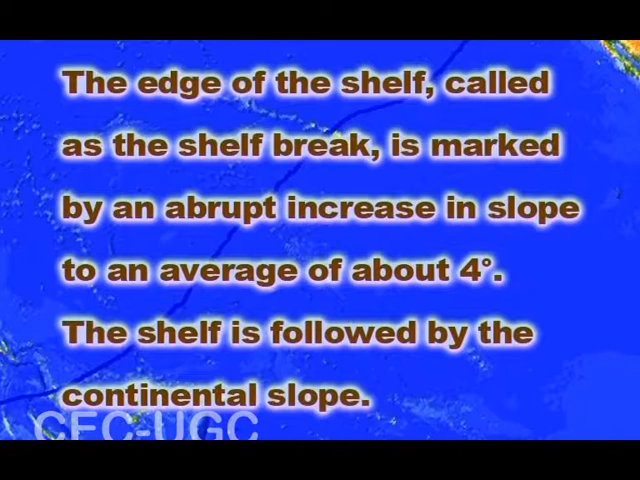 The edge of the shelf, called
as the shelf break, is marked
by an abrupt increase in slope
to an average of about 4°.
The shelf is followed by the
continental slope.
CEC-UGC